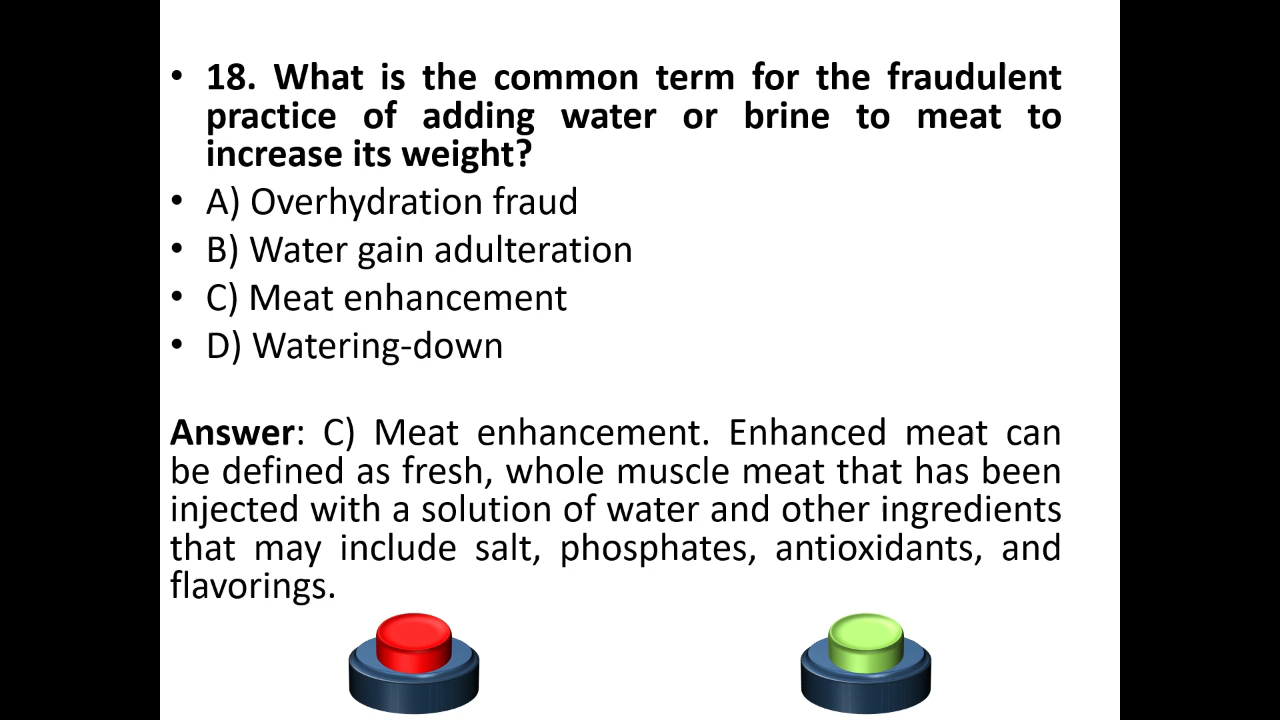 • 18. What is the common term for the fraudulent
practice of adding water or brine to meat to
increase its weight?
• A) Overhydration fraud
• B) Water gain adulteration
• C) Meat enhancement
• D) Watering-down
Answer: C) Meat enhancement. Enhanced meat can
be defined as fresh, whole muscle meat that has been
injected with a solution of water and other ingredients
that may include salt, phosphates, antioxidants, and
flavorings.